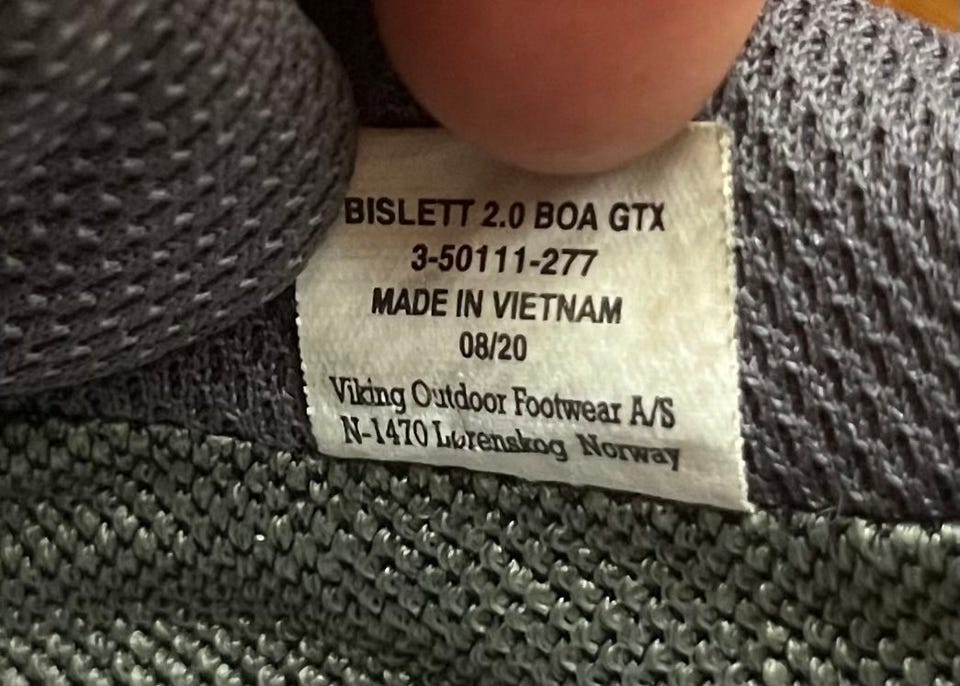 BISLETT 2.0 BOA GTX
3-50111-277
MADE IN VIETNAM
08/20
Viking Outdoor Footwear A/S
N-1470 Lørenskog Norway